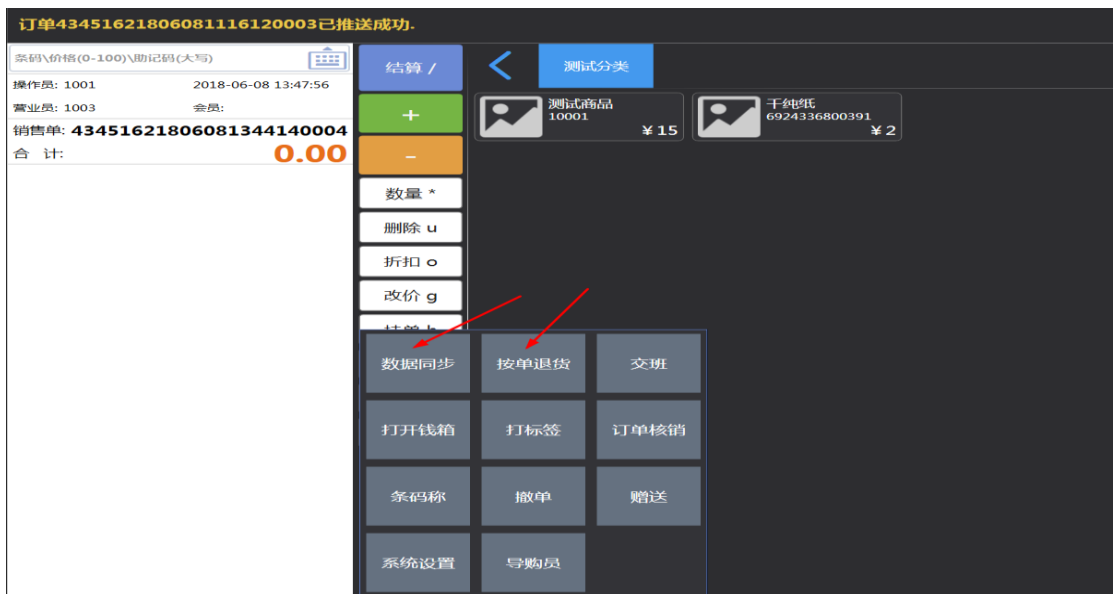 订单434516218060811116120003已推送成功.
条码\价格(0-100)\助记码(大写)
操作员: 1001 2018-06-08 13:47:56
营业员: 1003 会员:
销售单: 434516218060813441​40004
合 计: 0.00
结算 /
+
-
数量 *
删除 u
折扣 o
改价 g
测试分类
测试商品
10001
¥ 15
干纯纸
6924336800391
¥ 2
数据同步 按单退货 交班
打开钱箱 打标签 订单核销
条码称 撤单 赠送
系统设置 导购员